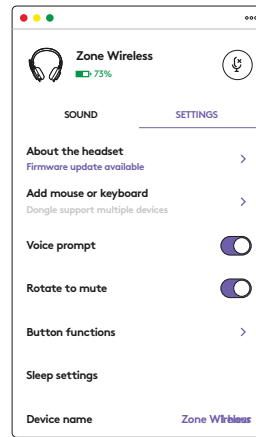 Zone Wireless
73%
SOUND SETTINGS
About the headset
Firmware update available
Add mouse or keyboard
Dongle support multiple devices
Voice prompt
Rotate to mute
Button functions
Sleep settings
Device name Zone